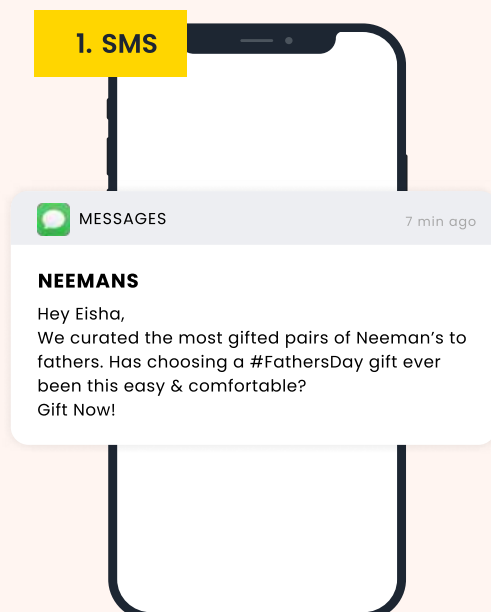 1. SMS
MESSAGES
7 min ago
NEEMANS
Hey Eisha,
We curated the most gifted pairs of Neeman’s to
fathers. Has choosing a #FathersDay gift ever
been this easy & comfortable?
Gift Now!